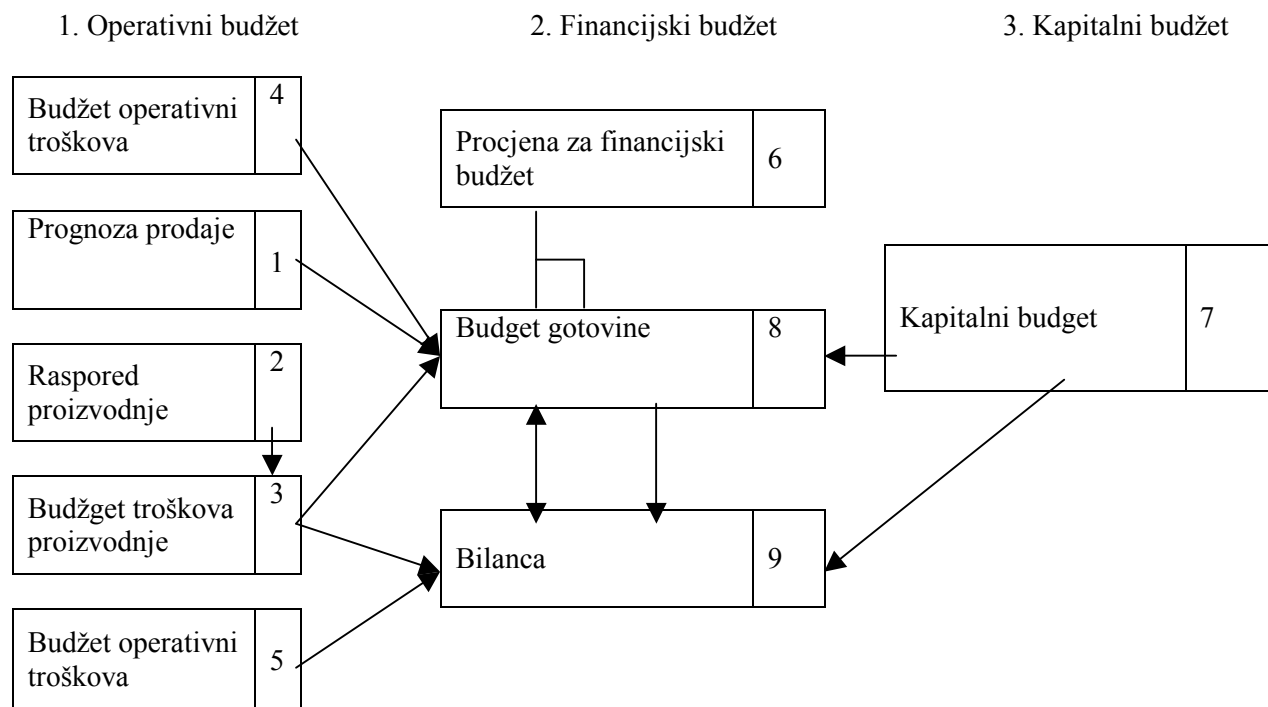 1. Operativni budžet
2. Financijski budžet
3. Kapitalni budžet
Budžet operativni
troškova
4
Prognoza prodaje
1
Raspored
proizvodnje
2
Budžget troškova
proizvodnje
3
Budžet operativni
troškova
5
Procjena za financijski
budžet
6
Budget gotovine
8
Bilanca
9
Kapitalni budget
7